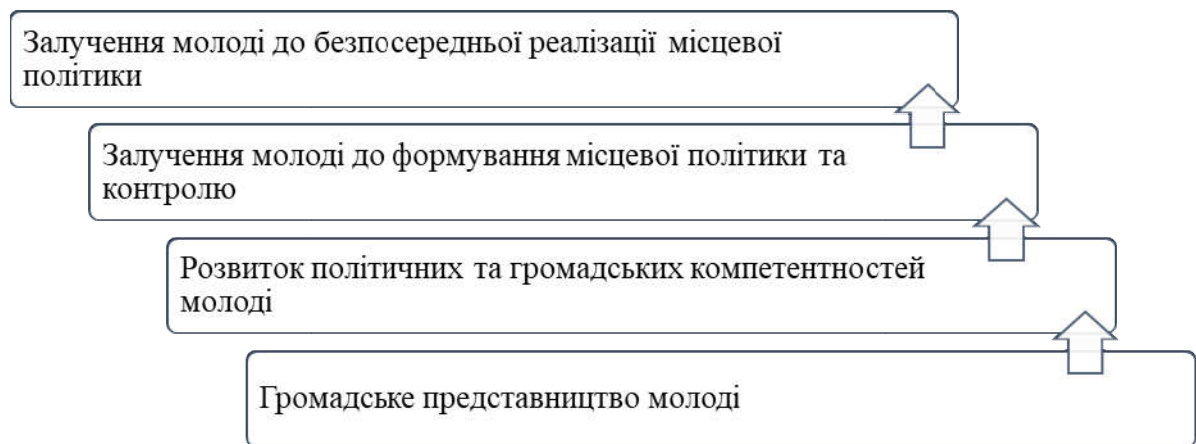 Залучення молоді до безпосередньої реалізації місцевої
політики
Залучення молоді до формування місцевої політики та
контролю
Розвиток політичних та громадських компетентностей
молоді
Громадське представництво молоді